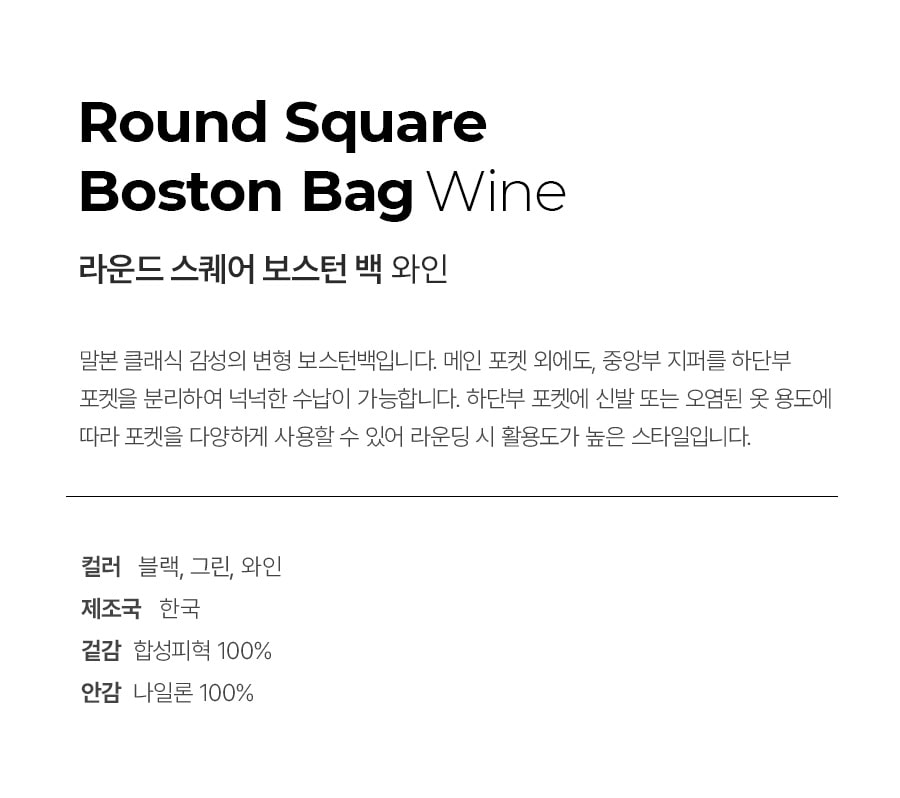 Round Square
Boston Bag Wine
라운드 스퀘어 보스턴 백 와인
말본 클래식 감성의 변형 보스턴백입니다. 메인 포켓 외에도, 중앙부 지퍼를 하단부
포켓을 분리하여 넉넉한 수납이 가능합니다. 하단부 포켓에 신발 또는 오염된 옷 용도에
따라 포켓을 다양하게 사용할 수 있어 라운딩 시 활용도가 높은 스타일입니다.
컬러 블랙, 그린, 와인
제조국 한국
겉감 합성피혁 100%
안감 나일론 100%